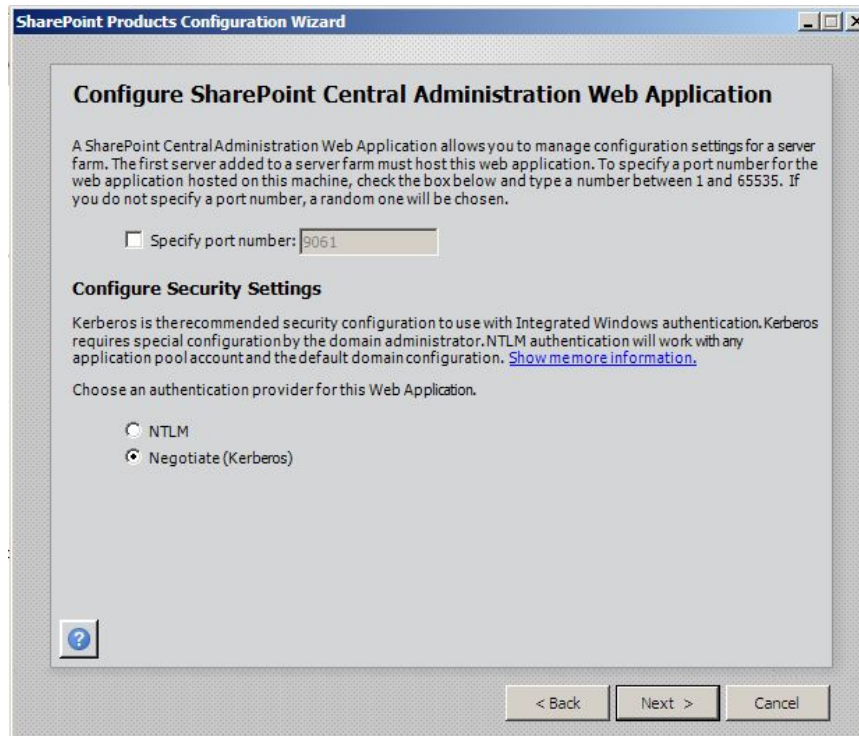 SharePoint Products Configuration Wizard
Configure SharePoint Central Administration Web Application
A SharePoint Central Administration Web Application allows you to manage configuration settings for a server
farm. The first server added to a server farm must host this web application. To specify a port number for the
web application hosted on this machine, check the box below and type a number between 1 and 65535. If
you do not specify a port number, a random one will be chosen.
Specify port number: 9061
Configure Security Settings
Kerberos is the recommended security configuration to use with Integrated Windows authentication. Kerberos
requires special configuration by the domain administrator. NTLM authentication will work with any
application pool account and the default domain configuration. Show me more information.
Choose an authentication provider for this Web Application.
NTLM
Negotiate (Kerberos)
?
< Back Next > Cancel